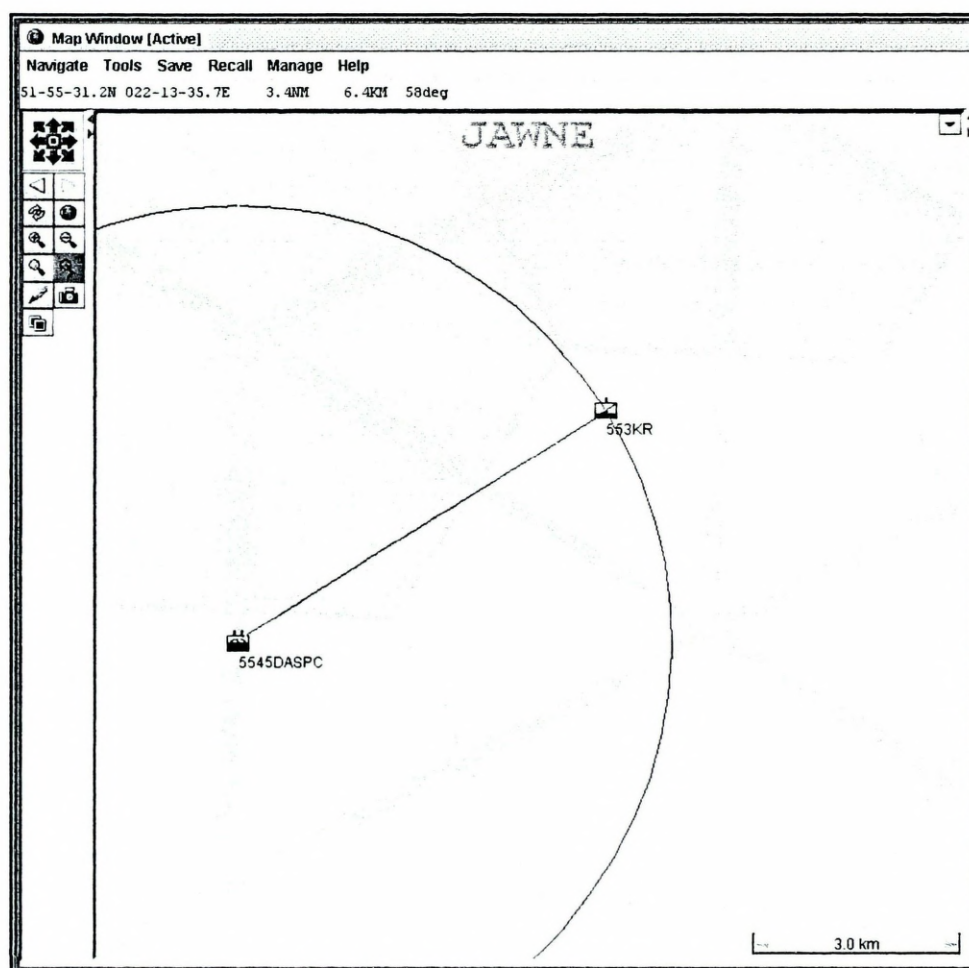 Map Window [Active]
Navigate Tools Save Recall Manage Help
51-55-31.2N 022-13-35.7E 3.4NM 6.4KM 58deg
JAWNE
553KR
5545DASPC
3.0 km